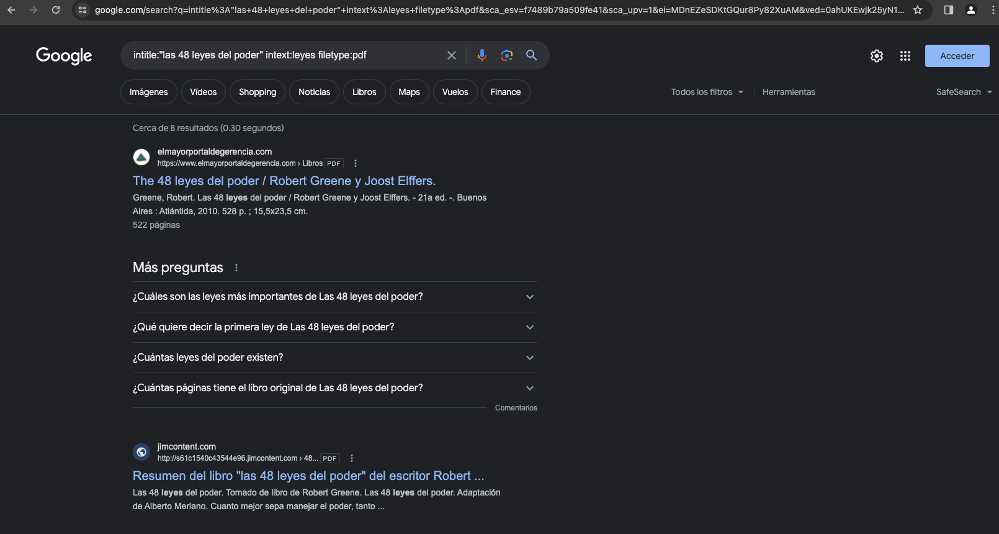 google.com/search?q=intitle%3A"las+48+leyes+del+poder"+intext%3Aleyes+filetype%3Apdf&sca_esv=f7489b79a509fe41&sca_upv=1&ei=MDnEZeSDKtGQur8Py82XuAM&ved=0ahUKEwjk25yN1...
Google
intitle:"las 48 leyes del poder" intext:leyes filetype:pdf
Acceder
Imágenes Vídeos Shopping Noticias Libros Maps Vuelos Finance Todos los filtros Herramientas SafeSearch
Cerca de 8 resultados (0.30 segundos)
elmayorportaldegerencia.com
https://www.elmayorportaldegerencia.com › Libros PDF
The 48 leyes del poder / Robert Greene y Joost Elffers.
Greene, Robert. Las 48 leyes del poder / Robert Greene y Joost Elffers. - 21a ed. -. Buenos
Aires : Atlántida, 2010. 528 p. ; 15,5x23,5 cm.
522 páginas
Más preguntas
¿Cuáles son las leyes más importantes de Las 48 leyes del poder?
¿Qué quiere decir la primera ley de Las 48 leyes del poder?
¿Cuántas leyes del poder existen?
¿Cuántas páginas tiene el libro original de Las 48 leyes del poder?
Comentarios
jimcontent.com
http://s61c1540c43544e96.jimcontent.com › 48... PDF
Resumen del libro "las 48 leyes del poder" del escritor Robert ...
Las 48 leyes del poder. Tomado de libro de Robert Greene. Las 48 leyes del poder. Adaptación
de Alberto Merlano. Cuanto mejor sepa manejar el poder, tanto ...